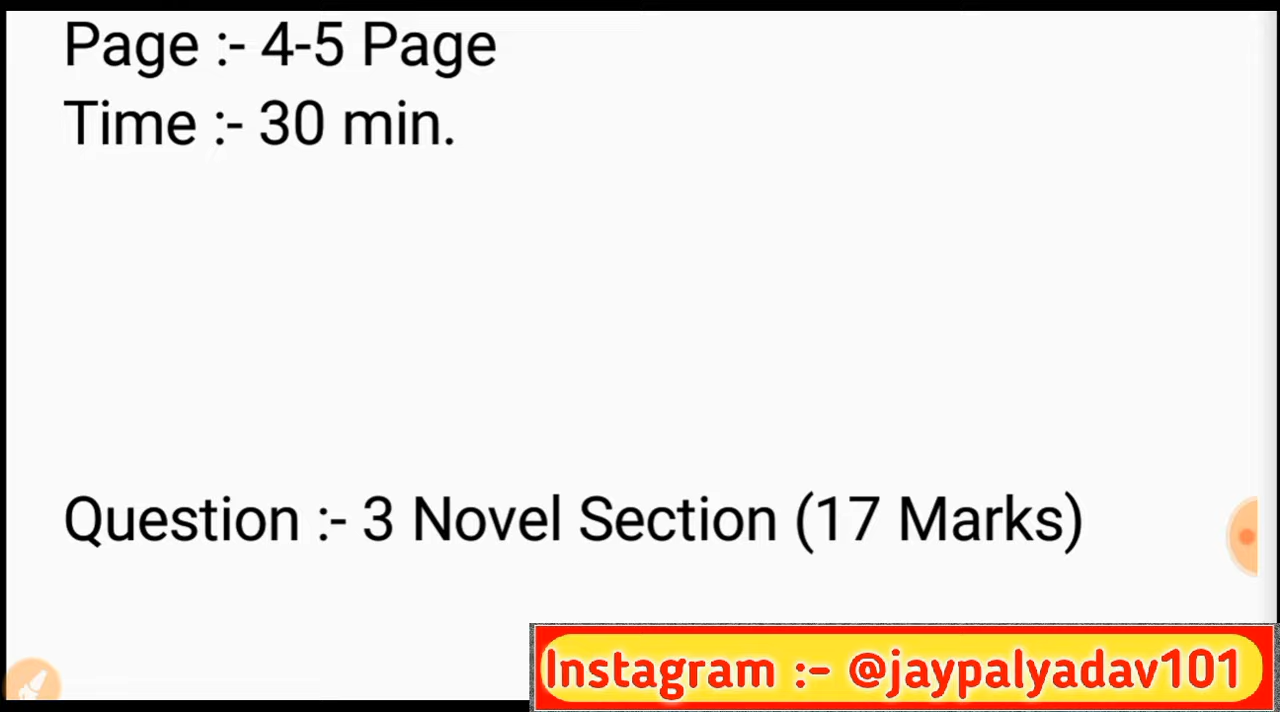 Page :- 4-5 Page
Time :- 30 min.
Question :- 3 Novel Section (17 Marks)
Instagram :- @jaypalyadav101